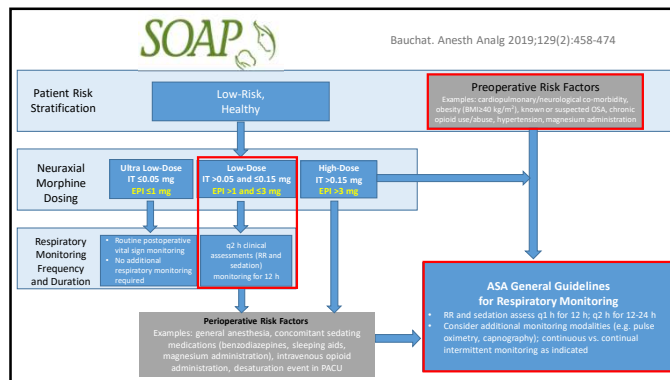 SOAP
Bauchat. Anesth Analg 2019;129(2):458-474
Patient Risk
Stratification
Low-Risk,
Healthy
Preoperative Risk Factors
Examples: cardiopulmonary/neurological co-morbidity,
obesity (BMI≥40 kg/m²), known or suspected OSA, chronic
opioid use/abuse, hypertension, magnesium administration
Neuraxial
Morphine
Dosing
Ultra Low-Dose
IT ≤0.05 mg
EPI ≤1 mg
Low-Dose
IT >0.05 and ≤0.15 mg
EPI >1 and ≤3 mg
High-Dose
IT >0.15 mg
EPI >3 mg
Respiratory
Monitoring
Frequency
and Duration
• Routine postoperative
vital sign monitoring
• No additional
respiratory monitoring
required
q2 h clinical
assessments (RR
and sedation)
monitoring for 12 h
ASA General Guidelines
for Respiratory Monitoring
• RR and sedation assess q1 h for 12 h; q2 h for 12-24 h
• Consider additional monitoring modalities (e.g. pulse
oximetry, capnography); continuous vs. continual
intermittent monitoring as indicated
Perioperative Risk Factors
Examples: general anesthesia, concomitant sedating
medications (benzodiazepines, sleeping aids,
magnesium administration), intravenous opioid
administration, desaturation event in PACU